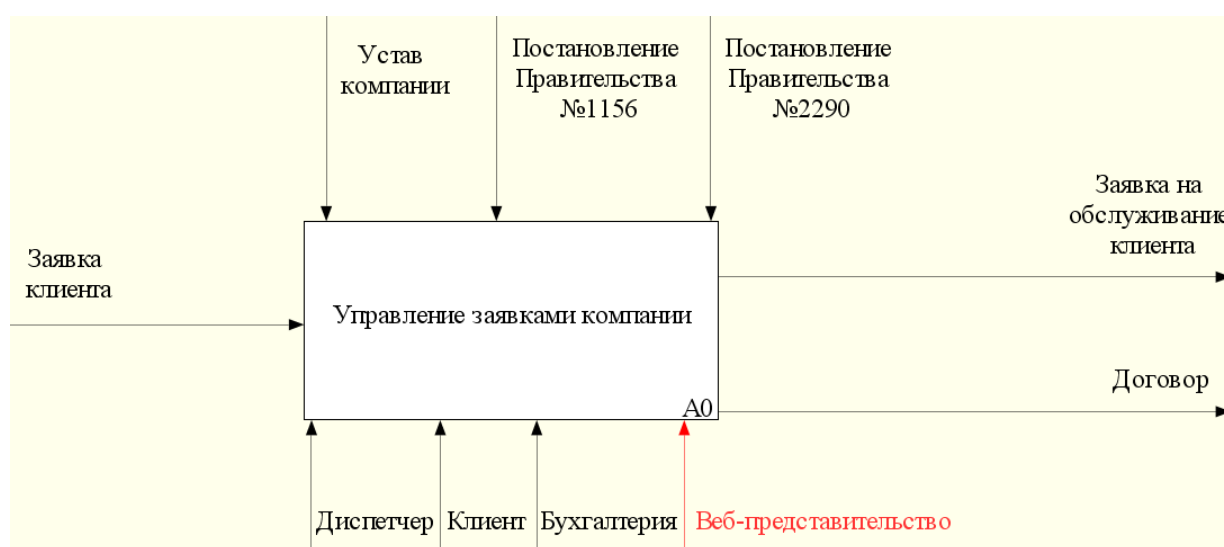 Устав
компании
Постановление
Правительства
№1156
Постановление
Правительства
№2290
Заявка на
обслуживание
клиента
Заявка
клиента
Управление заявками компании
Договор
A0
Диспетчер
Клиент
Бухгалтерия
Веб-представительство